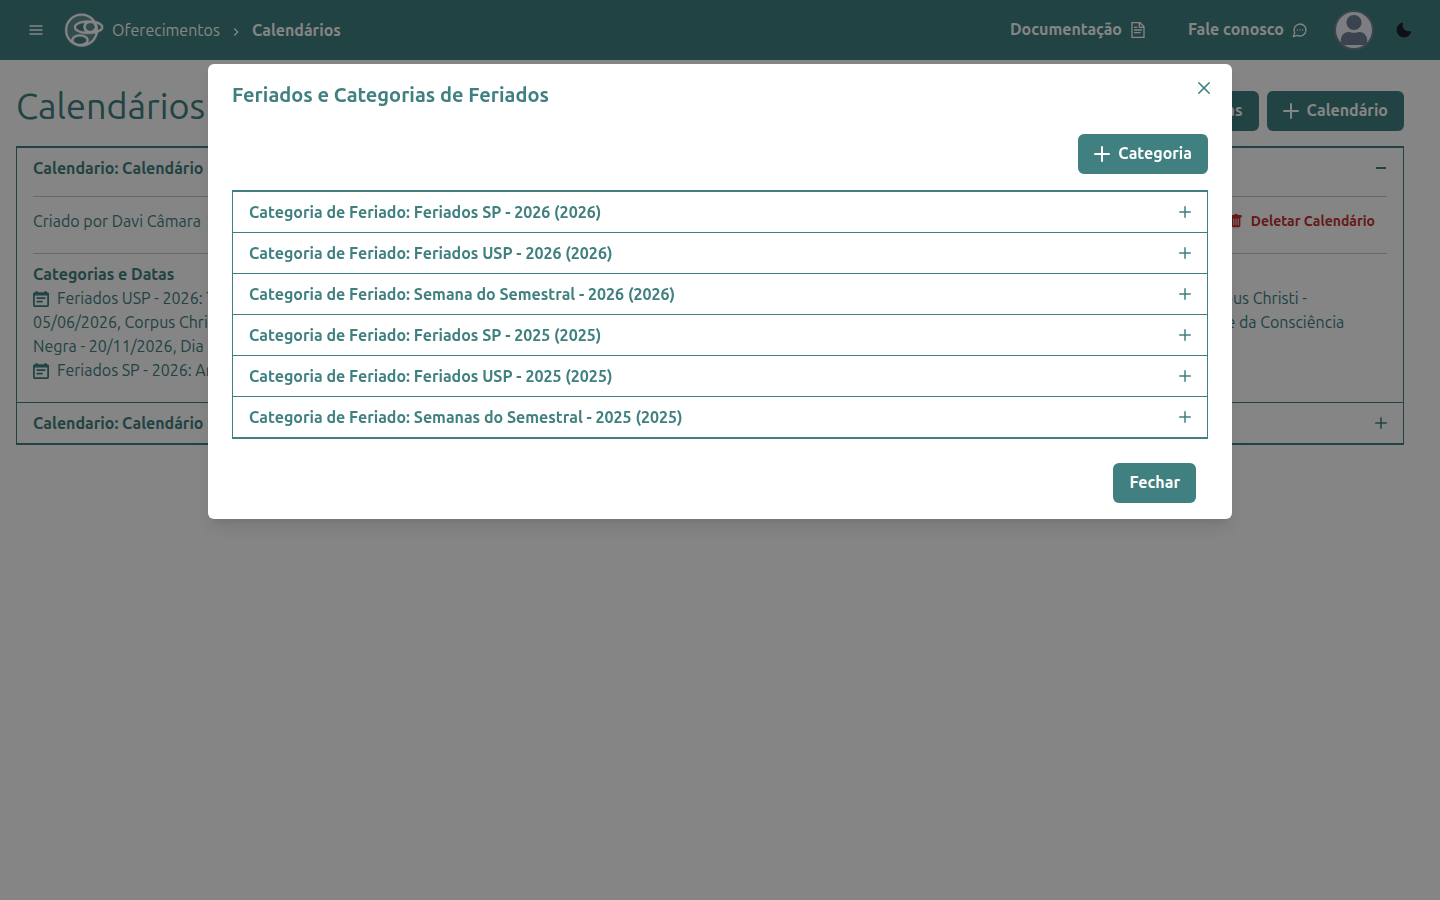 Oferecimentos › Calendários
Documentação
Fale conosco
Calendários
+ Calendário
Feriados e Categorias de Feriados
+ Categoria
Categoria de Feriado: Feriados SP - 2026 (2026)
Categoria de Feriado: Feriados USP - 2026 (2026)
Categoria de Feriado: Semana do Semestral - 2026 (2026)
Categoria de Feriado: Feriados SP - 2025 (2025)
Categoria de Feriado: Feriados USP - 2025 (2025)
Categoria de Feriado: Semanas do Semestral - 2025 (2025)
Fechar
Calendario: Calendário
Criado por Davi Câmara
Deletar Calendário
Categorias e Datas
Feriados USP - 2026:
us Christi -
05/06/2026, Corpus Chri
da Consciência
Negra - 20/11/2026, Dia
Feriados SP - 2026:
Calendario: Calendário